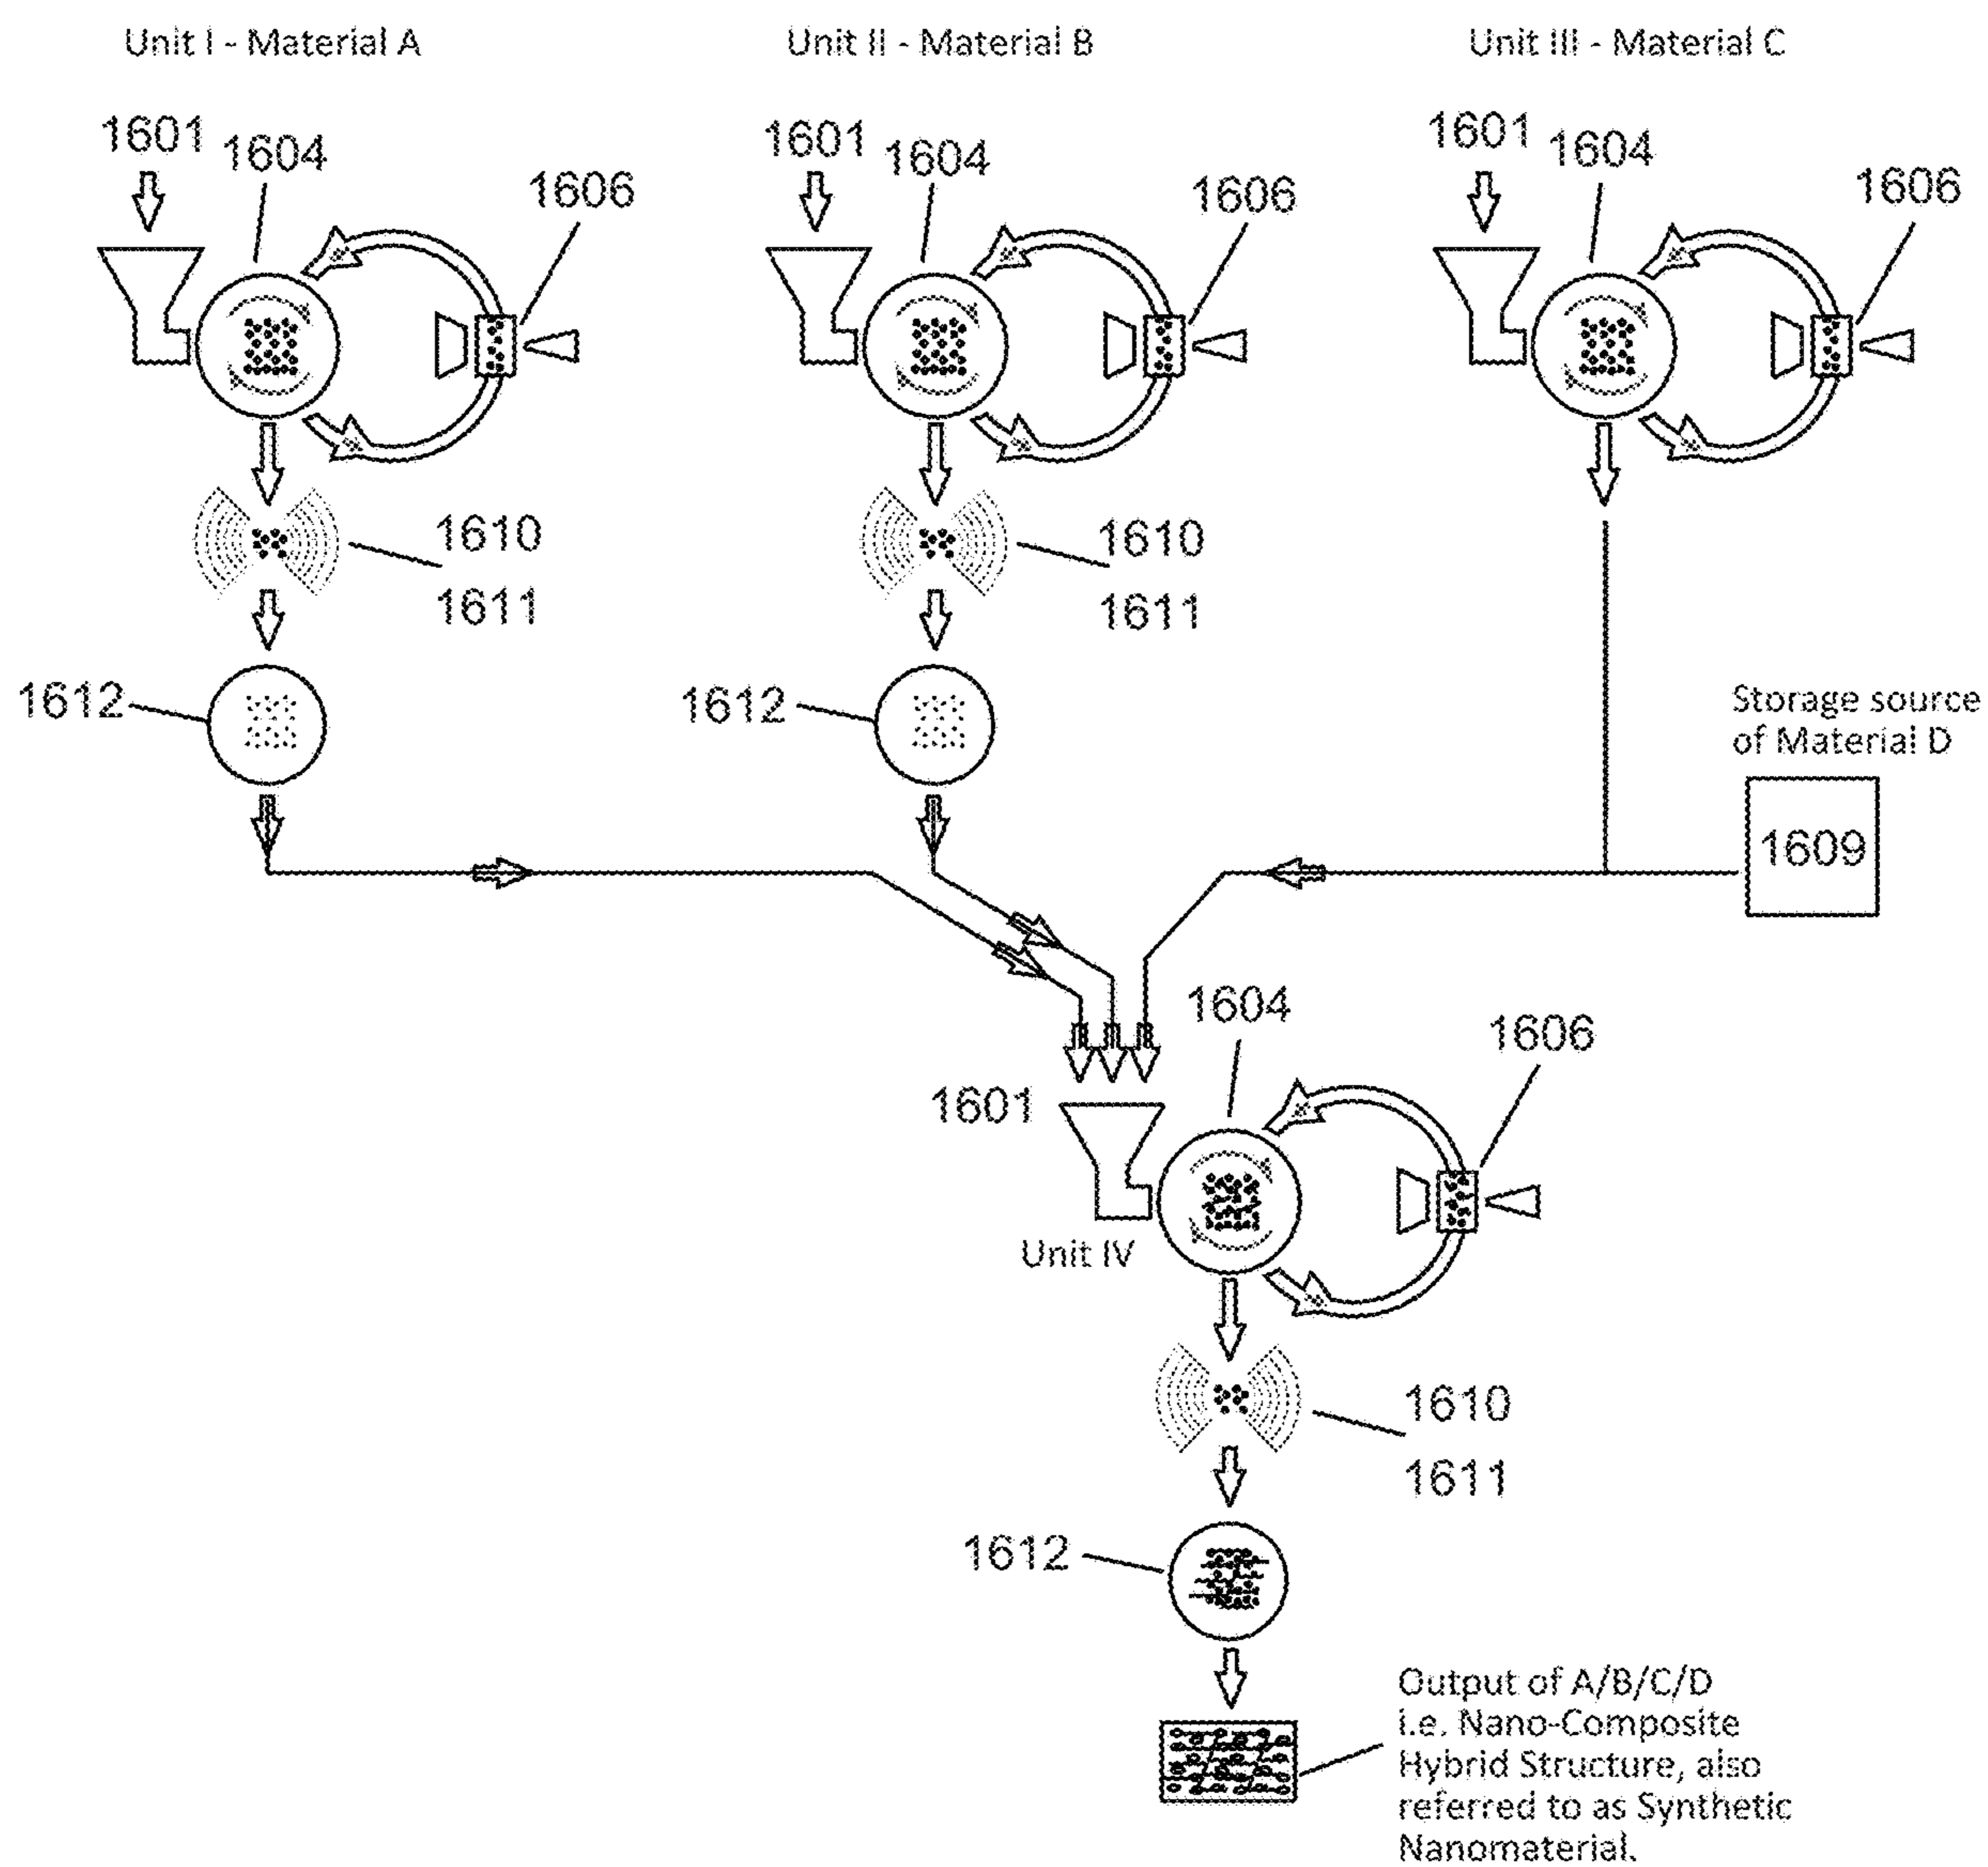 Unit I - Material A
Unit II - Material B
Unit III - Material C
1601
1604
1606
1601
1604
1606
1601
1604
1606
1610
1611
1610
1611
1612
1612
Storage source
of Material D
1609
1604
1606
1601
Unit IV
1610
1611
1612
Output of A/B/C/D
i.e. Nano-Composite
Hybrid Structure, also
referred to as Synthetic
Nanomaterial.